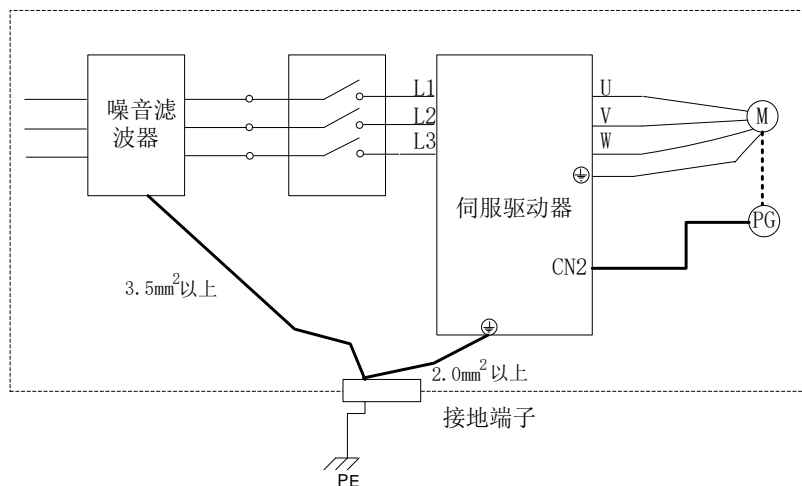 噪音滤
波器
L1
L2
L3
U
V
W
M
伺服驱动器
PG
CN2
3.5mm²以上
2.0mm²以上
接地端子
PE